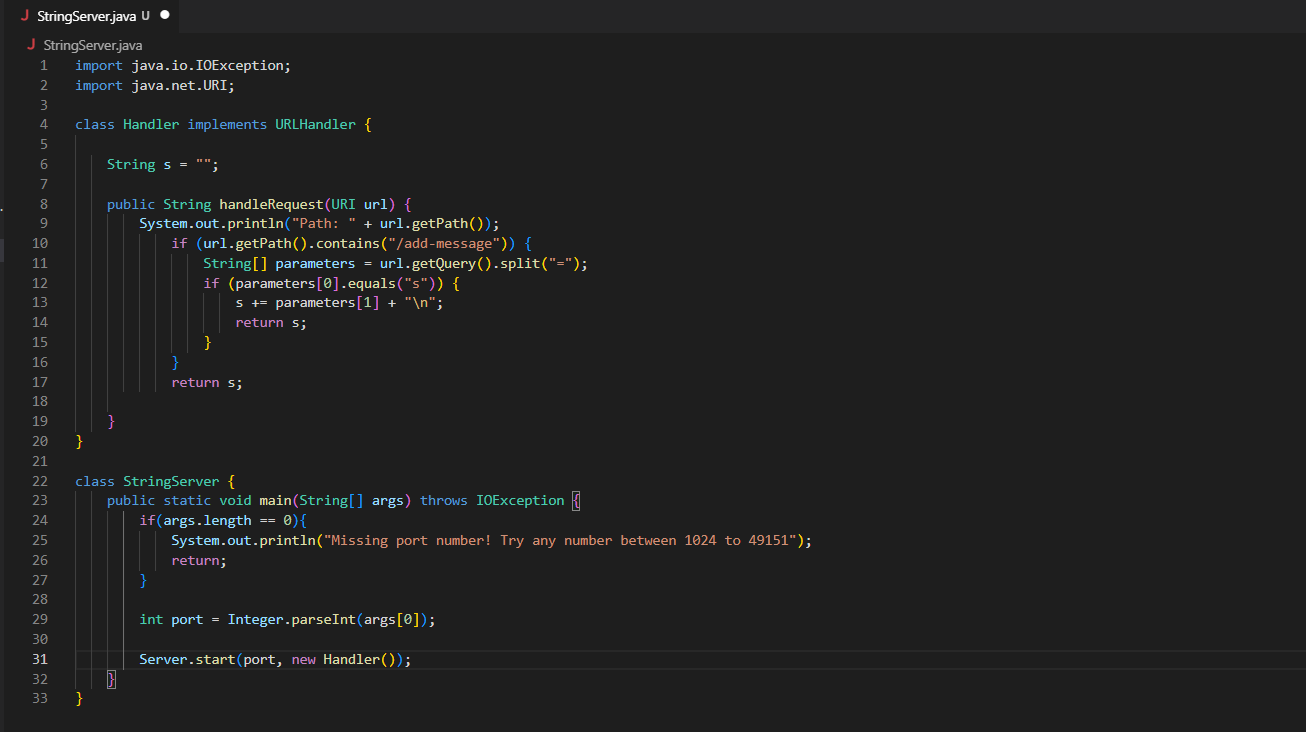 StringServer.java U
StringServer.java
1 import java.io.IOException;
2 import java.net.URI;
3
4 class Handler implements URLHandler {
5
6     String s = "";
7
8     public String handleRequest(URI url) {
9         System.out.println("Path: " + url.getPath());
10             if (url.getPath().contains("/add-message")) {
11                 String[] parameters = url.getQuery().split("=");
12                 if (parameters[0].equals("s")) {
13                     s += parameters[1] + "\n";
14                     return s;
15                 }
16             }
17             return s;
18
19     }
20 }
21
22 class StringServer {
23     public static void main(String[] args) throws IOException {
24         if(args.length == 0){
25             System.out.println("Missing port number! Try any number between 1024 to 49151");
26             return;
27         }
28
29         int port = Integer.parseInt(args[0]);
30
31         Server.start(port, new Handler());
32     }
33 }